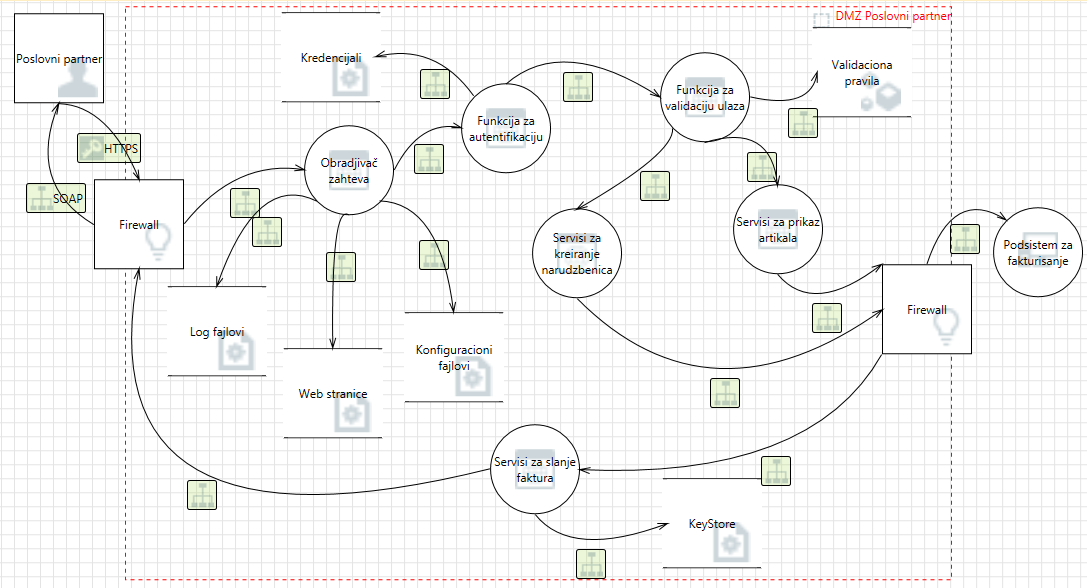 DMZ Poslovni partner
Poslovni partner
Kredencijali
Validaciona
pravila
Funkcija za
validaciju ulaza
Funkcija za
autentifikaciju
HTTPS
Obradjivač
zahteva
SOAP
Firewall
Servisi za prikaz
artikala
Servisi za
kreiranje
narudzbenica
Podsistem za
fakturisanje
Firewall
Log fajlovi
Konfiguracioni
fajlovi
Web stranice
Servisi za slanje
faktura
KeyStore